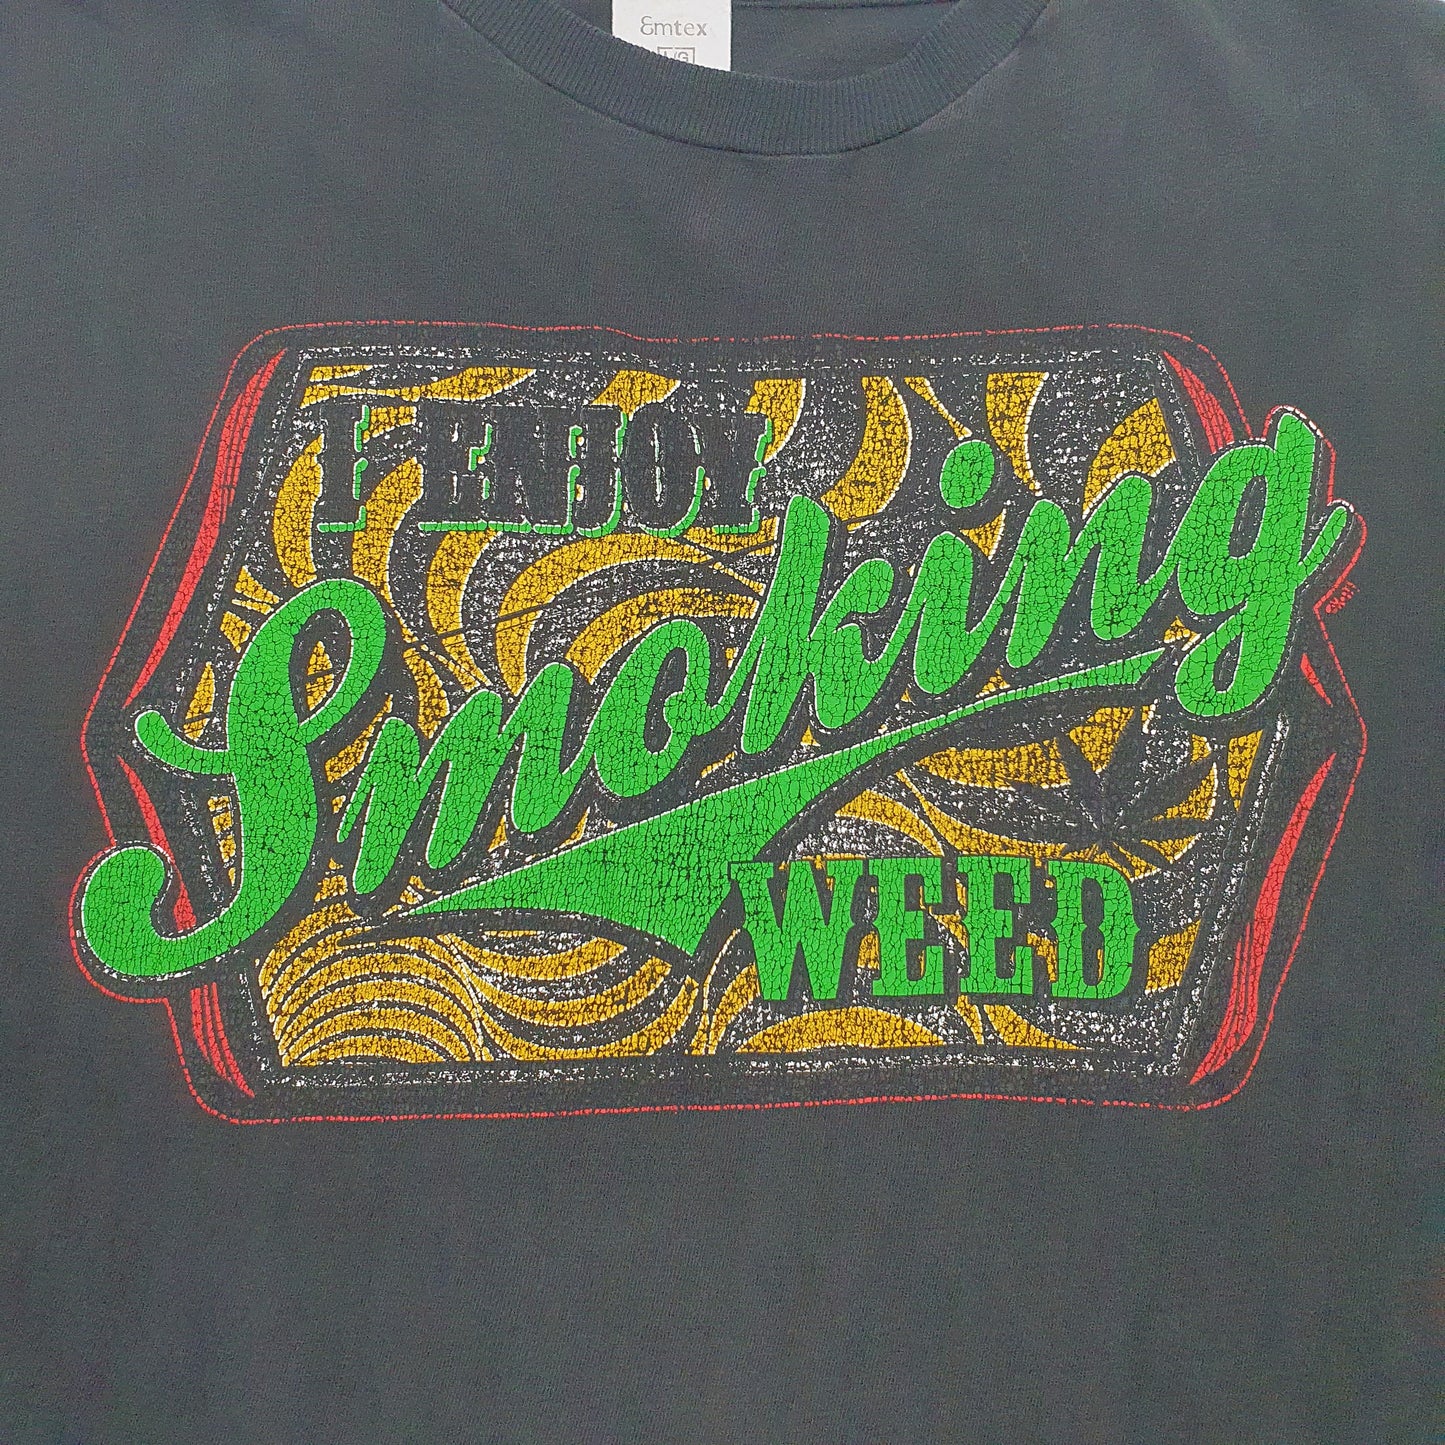 Emtex
L/G
I ENJOY
Smoking
WEED